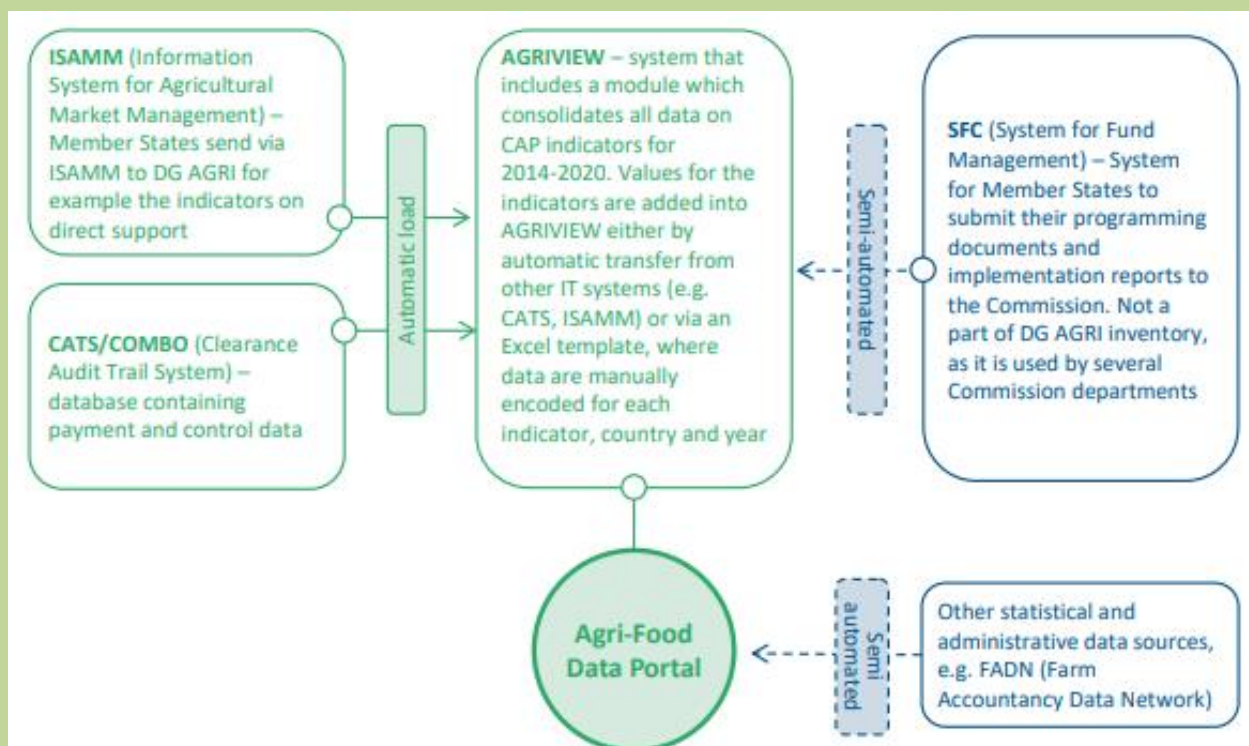 ISAMM (Information
System for Agricultural
Market Management) –
Member States send via
ISAMM to DG AGRI for
example the indicators on
direct support
CATS/COMBO (Clearance
Audit Trail System) –
database containing
payment and control data
Automatic load
AGRIVIEW – system that
includes a module which
consolidates all data on
CAP indicators for
2014-2020. Values for the
indicators are added into
AGRIVIEW either by
automatic transfer from
other IT systems (e.g.
CATS, ISAMM) or via an
Excel template, where
data are manually
encoded for each
indicator, country and year
Semi-automated
SFC (System for Fund
Management) – System
for Member States to
submit their programming
documents and
implementation reports to
the Commission. Not a
part of DG AGRI inventory,
as it is used by several
Commission departments
Agri-Food
Data Portal
Semi
automated
Other statistical and
administrative data sources,
e.g. FADN (Farm
Accountancy Data Network)